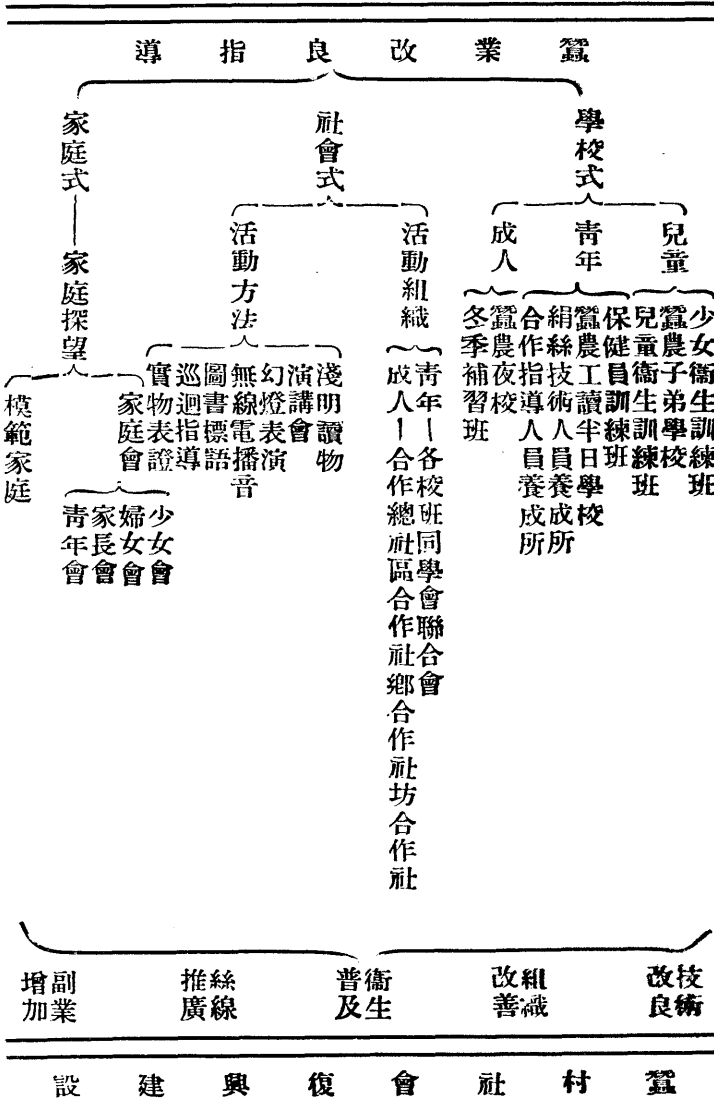 蠶業改良指導
學校式
兒童
少女衞生訓練班
蠶農子弟學校
兒童衞生訓練班
靑年
保健員訓練班
蠶農工讀半日學校
絹絲技術人員養成所
合作指導人員養成所
成人
蠶農夜校
冬季補習班
社會式
活動組織
靑年—各校班同學會聯合會
成人—合作總社區合作社鄉合作社坊合作社
活動方法
淺明讀物
演講會
幻燈表演
無線電播音
圖書標語
巡迴指導
實物表證
家庭式——家庭探望
家庭會
少女會
婦女會
家長會
靑年會
模範家庭
技術改良
組織改善
衞生普及
絲線推廣
副業增加
蠶村社會復興建設